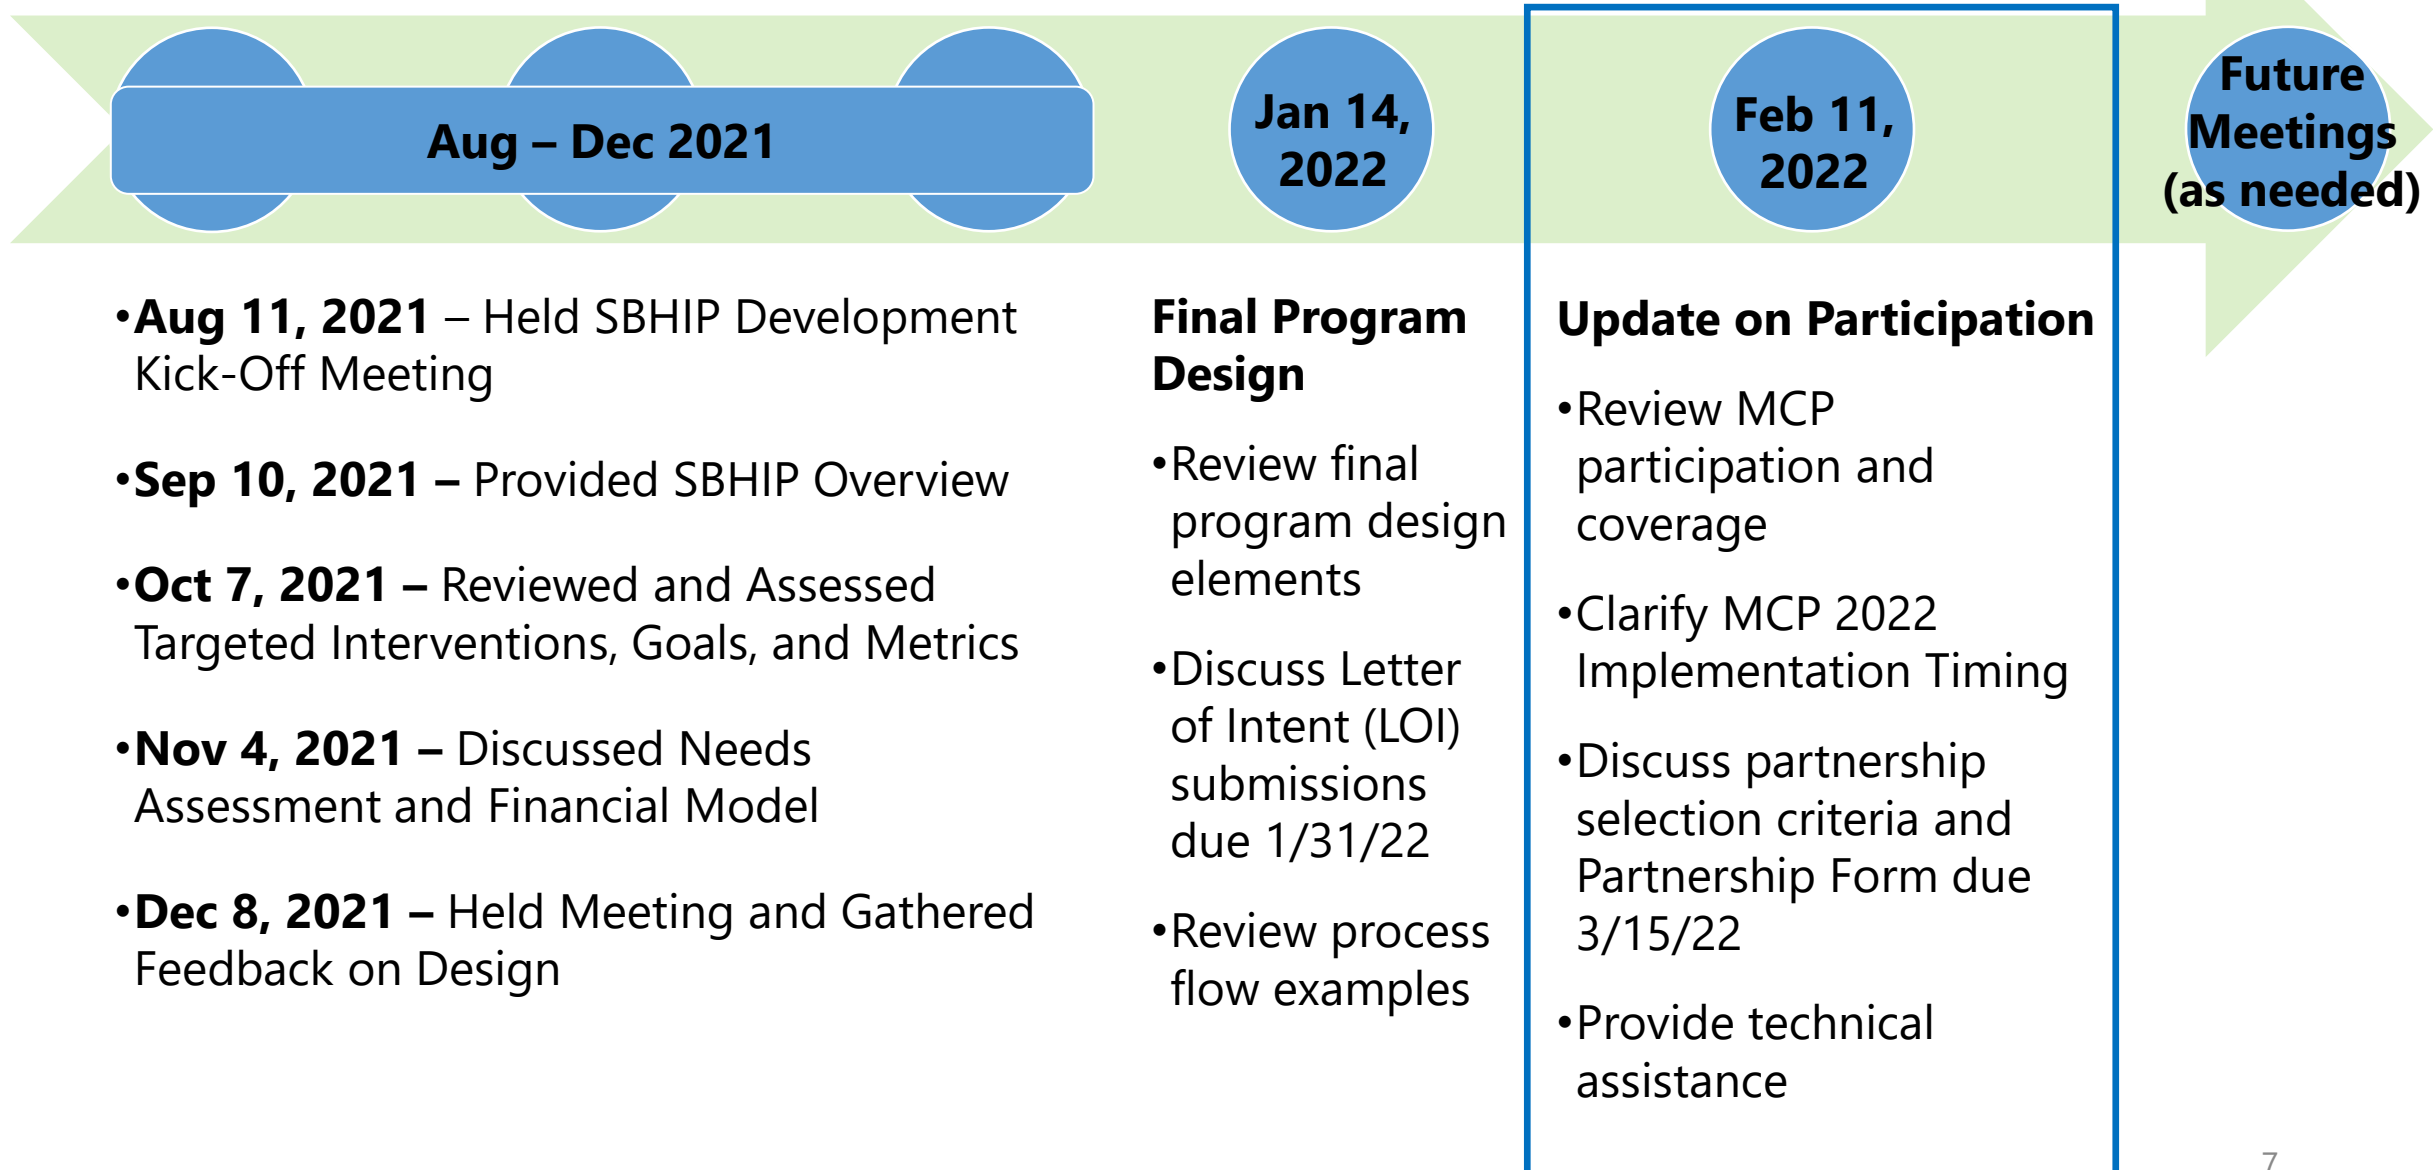 Aug – Dec 2021
Jan 14,
2022
Feb 11,
2022
Future
Meetings
(as needed)
•Aug 11, 2021 – Held SBHIP Development
Kick-Off Meeting
•Sep 10, 2021 – Provided SBHIP Overview
•Oct 7, 2021 – Reviewed and Assessed
Targeted Interventions, Goals, and Metrics
•Nov 4, 2021 – Discussed Needs
Assessment and Financial Model
•Dec 8, 2021 – Held Meeting and Gathered
Feedback on Design
Final Program
Design
•Review final
program design
elements
•Discuss Letter
of Intent (LOI)
submissions
due 1/31/22
•Review process
flow examples
Update on Participation
•Review MCP
participation and
coverage
•Clarify MCP 2022
Implementation Timing
•Discuss partnership
selection criteria and
Partnership Form due
3/15/22
•Provide technical
assistance
7